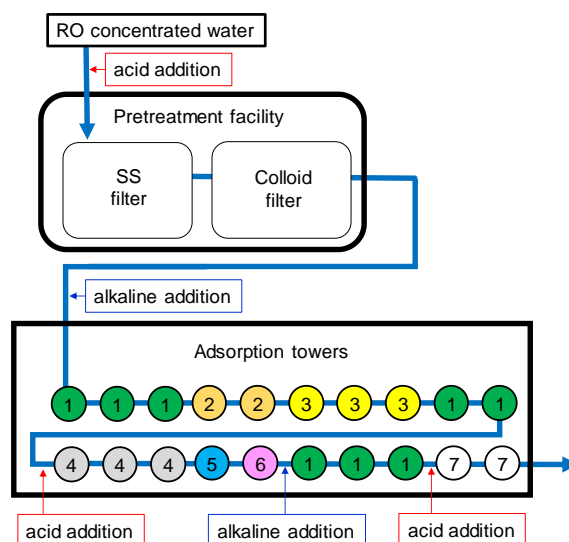 RO concentrated water
acid addition
Pretreatment facility
SS
filter
Colloid
filter
alkaline addition
Adsorption towers
1 1 1 2 2 3 3 3 1 1
4 4 4 5 6 1 1 1 7 7
acid addition
alkaline addition
acid addition